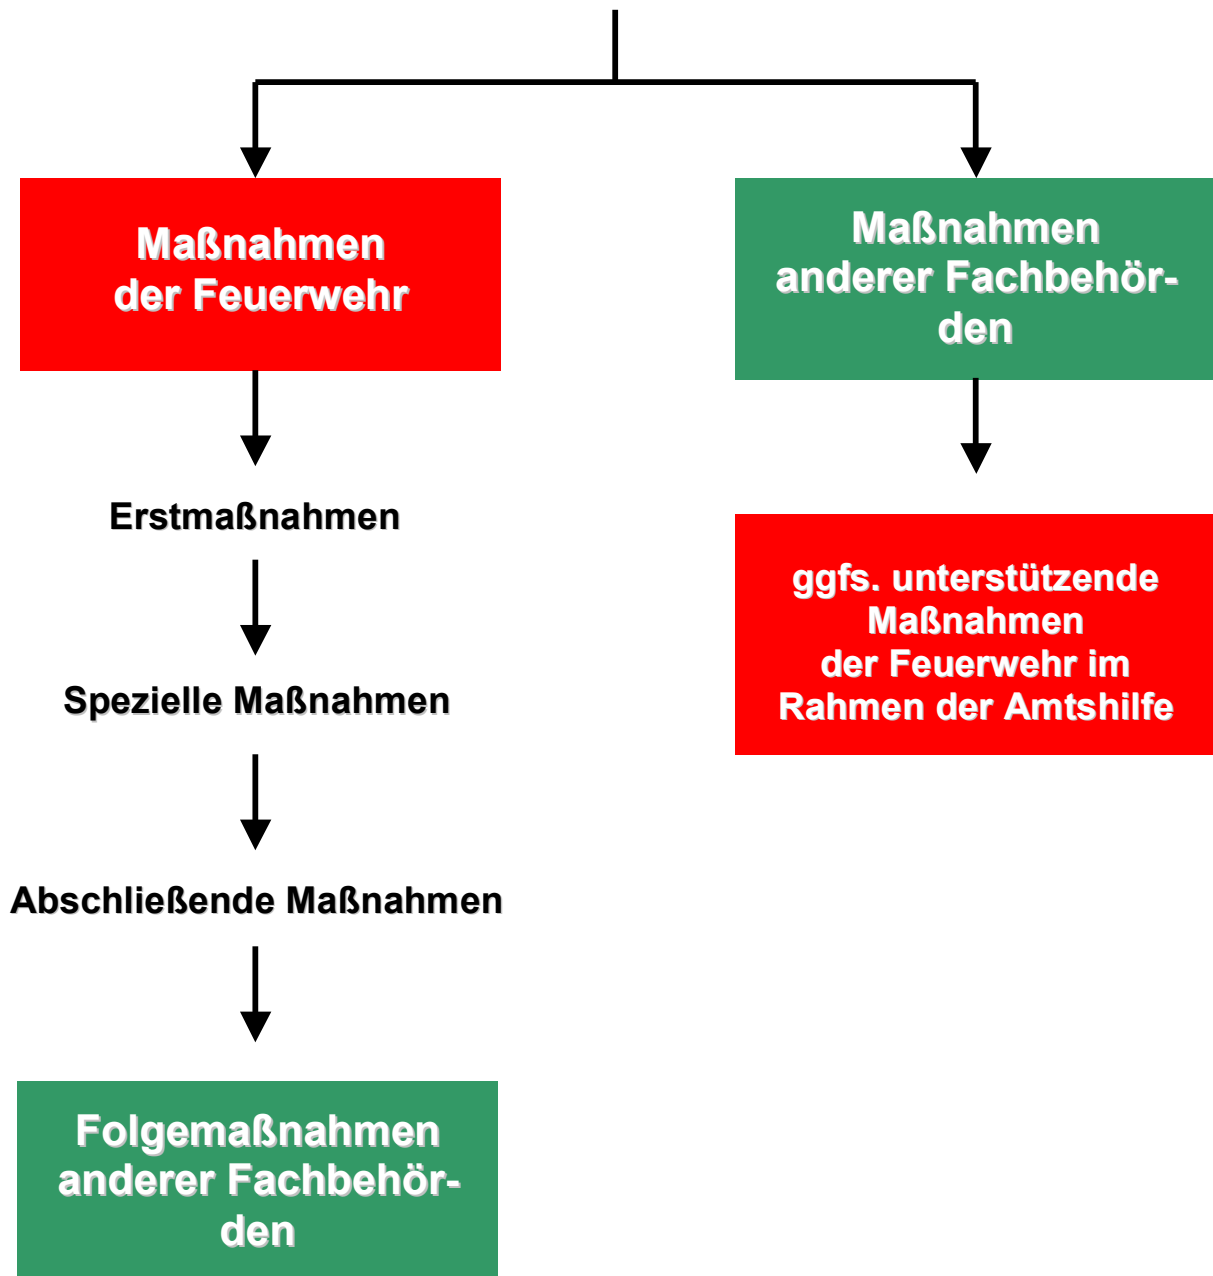 Maßnahmen
der Feuerwehr
Maßnahmen
anderer Fachbehör-
den
Erstmaßnahmen
ggfs. unterstützende
Maßnahmen
der Feuerwehr im
Rahmen der Amtshilfe
Spezielle Maßnahmen
Abschließende Maßnahmen
Folgemaßnahmen
anderer Fachbehör-
den